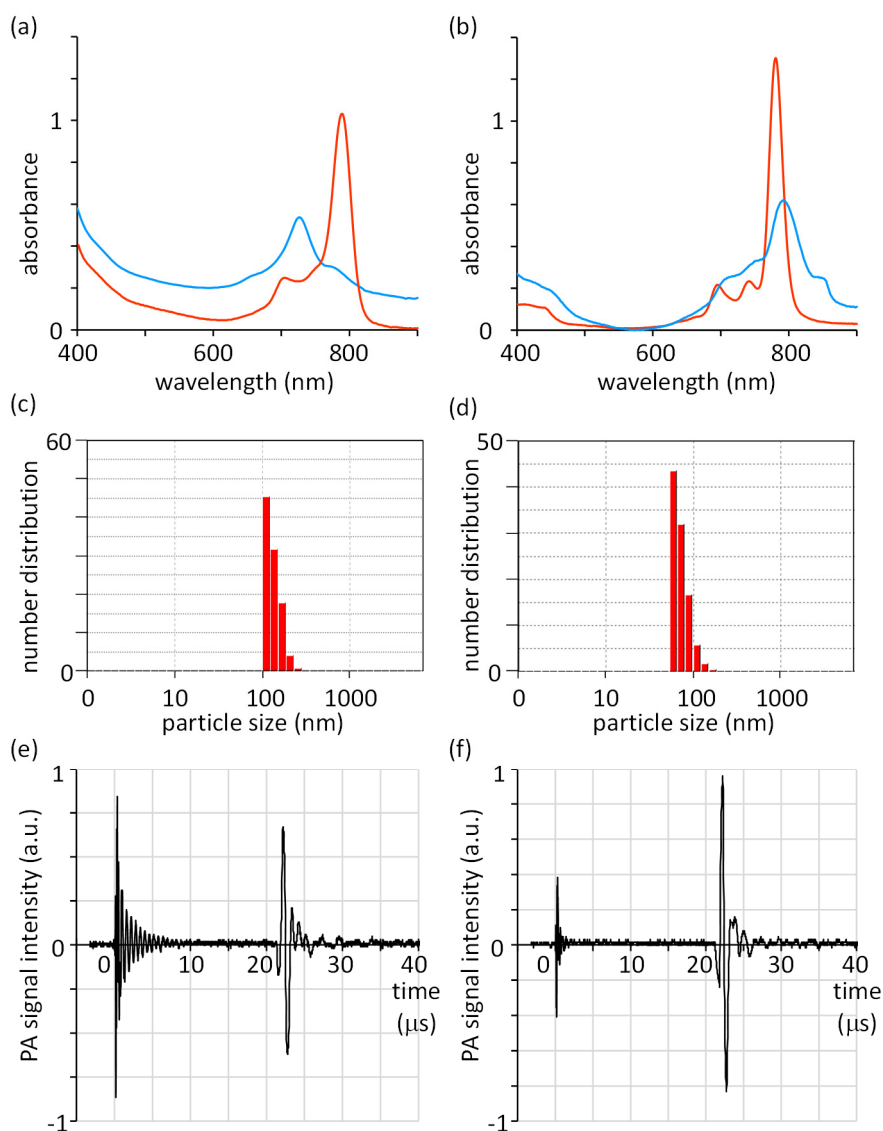 (a)
1
absorbance
0
400
600
800
wavelength (nm)
(b)
1
absorbance
0
400
600
800
wavelength (nm)
(c)
60
number distribution
0
0
10
100
1000
particle size (nm)
(d)
50
number distribution
0
0
10
100
1000
particle size (nm)
(e)
1
PA signal intensity (a.u.)
0
-1
0
10
20
30
40
time
(μs)
(f)
1
PA signal intensity (a.u.)
0
-1
0
10
20
30
40
time
(μs)